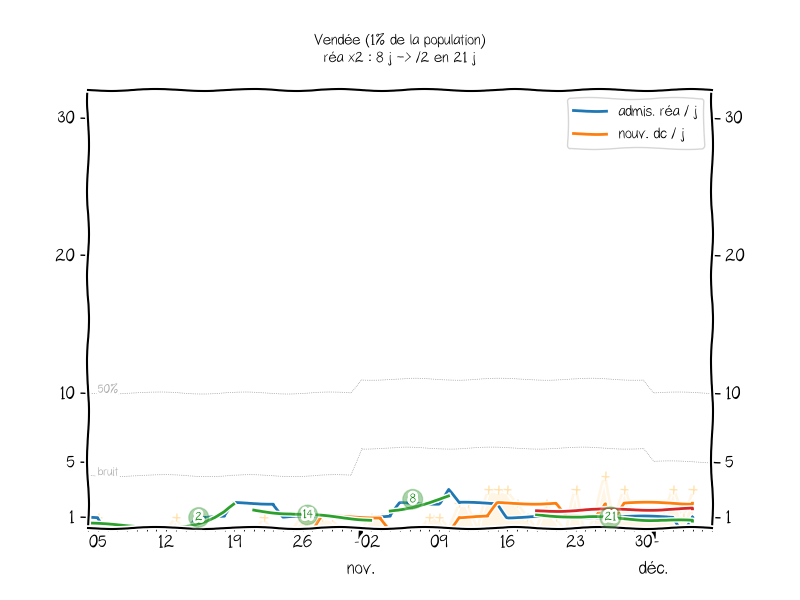 Vendée (1% de la population)
réa x2 : 8 j -> /2 en 21 j
admis. réa / j
nouv. dc / j
30
30
20
20
50%
10
10
bruit
5
5
8
2
14
21
1
1
05 12 19 26 02 09 16 23 30
nov. déc.